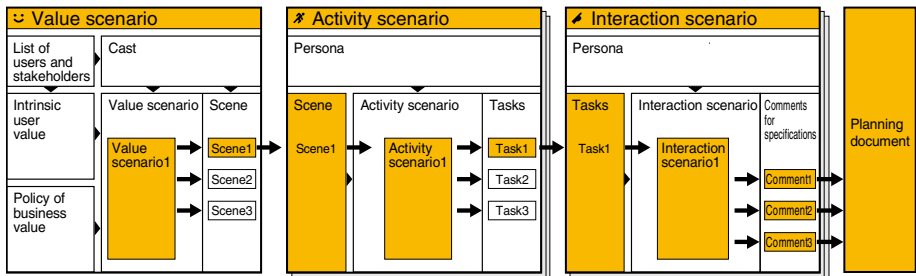 Value scenario
List of
users and
stakeholders
Cast
Intrinsic
user
value
Policy of
business
value
Value scenario
Scene
Value
scenario1
Scene1
Scene2
Scene3
Activity scenario
Persona
Scene
Scene1
Activity scenario
Tasks
Activity
scenario1
Task1
Task2
Task3
Interaction scenario
Persona
Tasks
Task1
Interaction scenario
Comments
for
specifications
Interaction
scenario1
Comment1
Comment2
Comment3
Planning
document